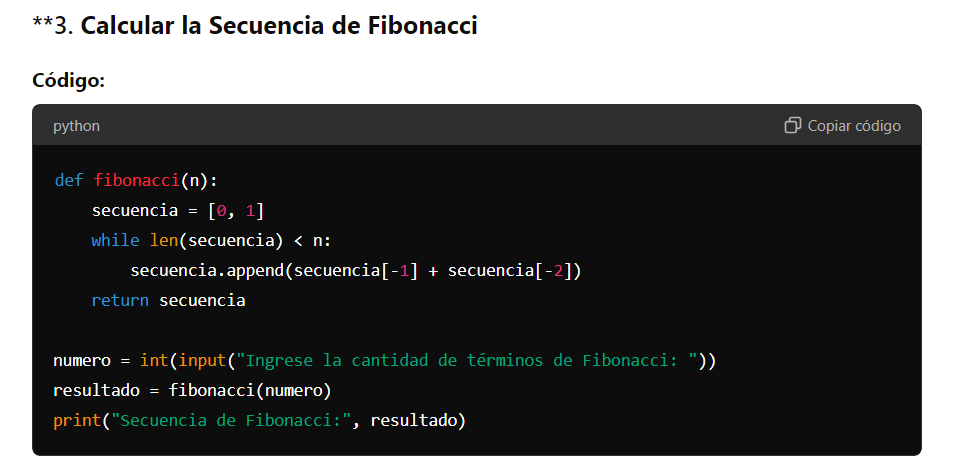 **3. Calcular la Secuencia de Fibonacci
Código:
python
Copiar código
def fibonacci(n):
    secuencia = [0, 1]
    while len(secuencia) < n:
        secuencia.append(secuencia[-1] + secuencia[-2])
    return secuencia
numero = int(input("Ingrese la cantidad de términos de Fibonacci: "))
resultado = fibonacci(numero)
print("Secuencia de Fibonacci:", resultado)